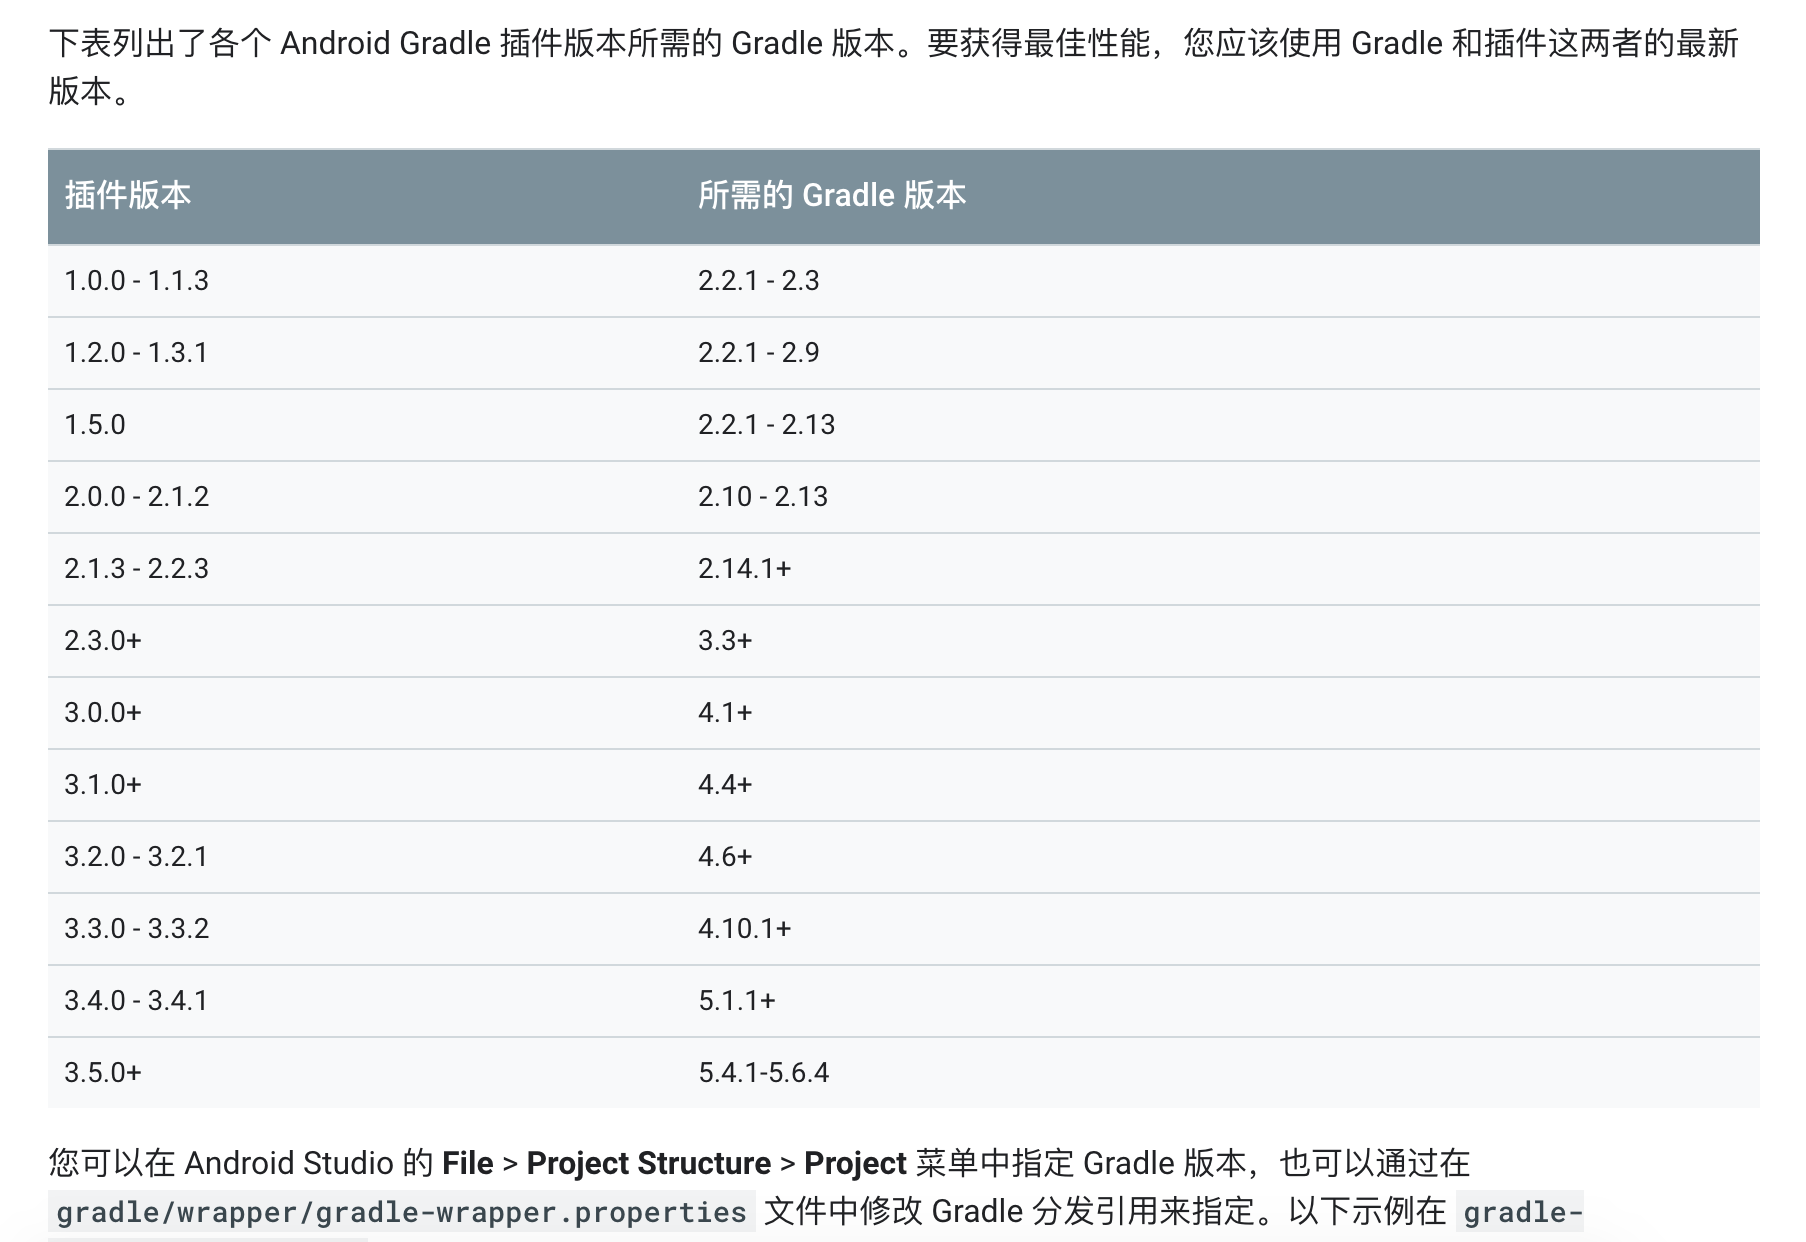 下表列出了各个 Android Gradle 插件版本所需的 Gradle 版本。要获得最佳性能，您应该使用 Gradle 和插件这两者的最新
版本。
插件版本 所需的 Gradle 版本
1.0.0 - 1.1.3 2.2.1 - 2.3
1.2.0 - 1.3.1 2.2.1 - 2.9
1.5.0 2.2.1 - 2.13
2.0.0 - 2.1.2 2.10 - 2.13
2.1.3 - 2.2.3 2.14.1+
2.3.0+ 3.3+
3.0.0+ 4.1+
3.1.0+ 4.4+
3.2.0 - 3.2.1 4.6+
3.3.0 - 3.3.2 4.10.1+
3.4.0 - 3.4.1 5.1.1+
3.5.0+ 5.4.1-5.6.4
您可以在 Android Studio 的 File > Project Structure > Project 菜单中指定 Gradle 版本，也可以通过在
gradle/wrapper/gradle-wrapper.properties 文件中修改 Gradle 分发引用来指定。以下示例在 gradle-